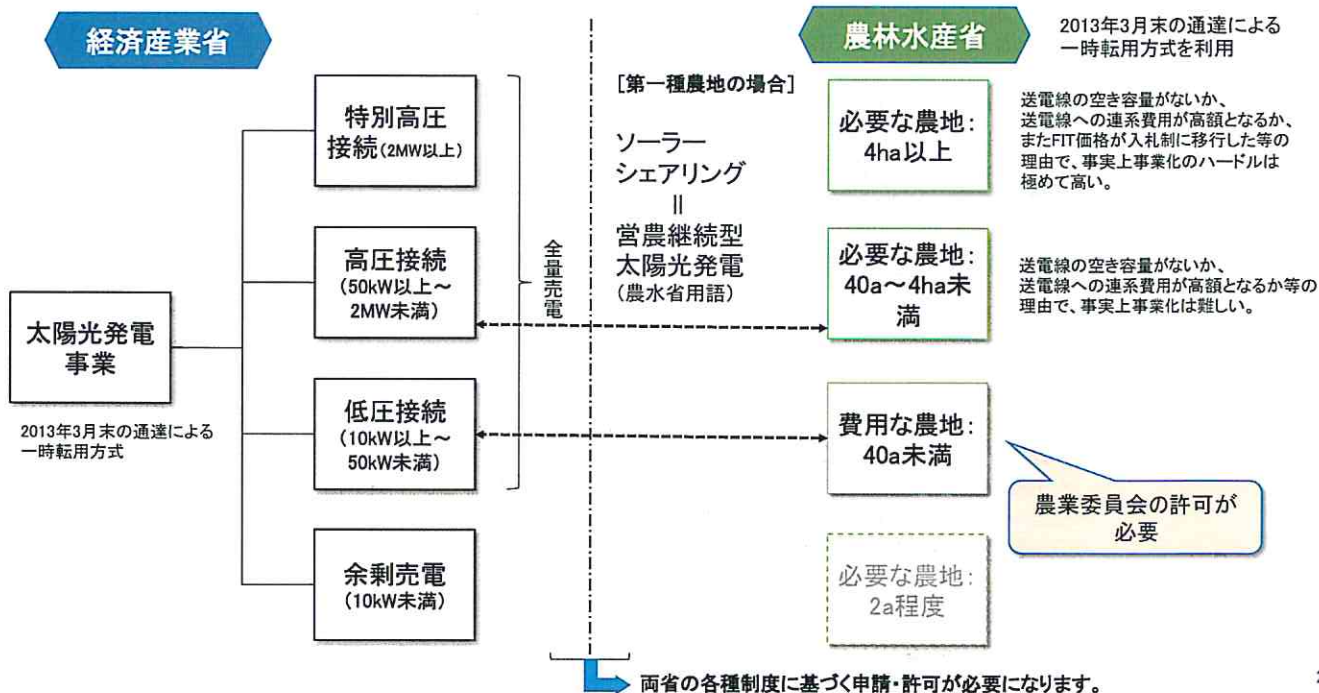 経済産業省
農林水産省
2013年3月末の通達による
一時転用方式を利用
太陽光発電
事業
2013年3月末の通達による
一時転用方式
特別高圧
接続(2MW以上)
高圧接続
(50kW以上～
2MW未満)
低圧接続
(10kW以上～
50kW未満)
余剰売電
(10kW未満)
全量売電
[第一種農地の場合]
ソーラー
シェアリング
||
営農継続型
太陽光発電
(農水省用語)
必要な農地:
4ha以上
送電線の空き容量がないか、
送電線への連系費用が高額となるか、
またFIT価格が入札制に移行した等の
理由で、事実上事業化のハードルは
極めて高い。
必要な農地:
40a～4ha未
満
送電線の空き容量がないか、
送電線への連系費用が高額となるか等の
理由で、事実上事業化は難しい。
費用な農地:
40a未満
農業委員会の許可が
必要
必要な農地:
2a程度
両省の各種制度に基づく申請・許可が必要になります。
2